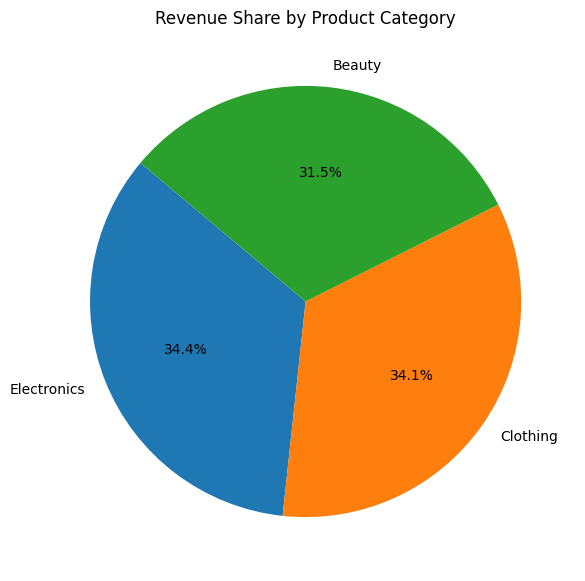 Revenue Share by Product Category
Beauty
31.5%
34.4%
34.1%
Electronics
Clothing